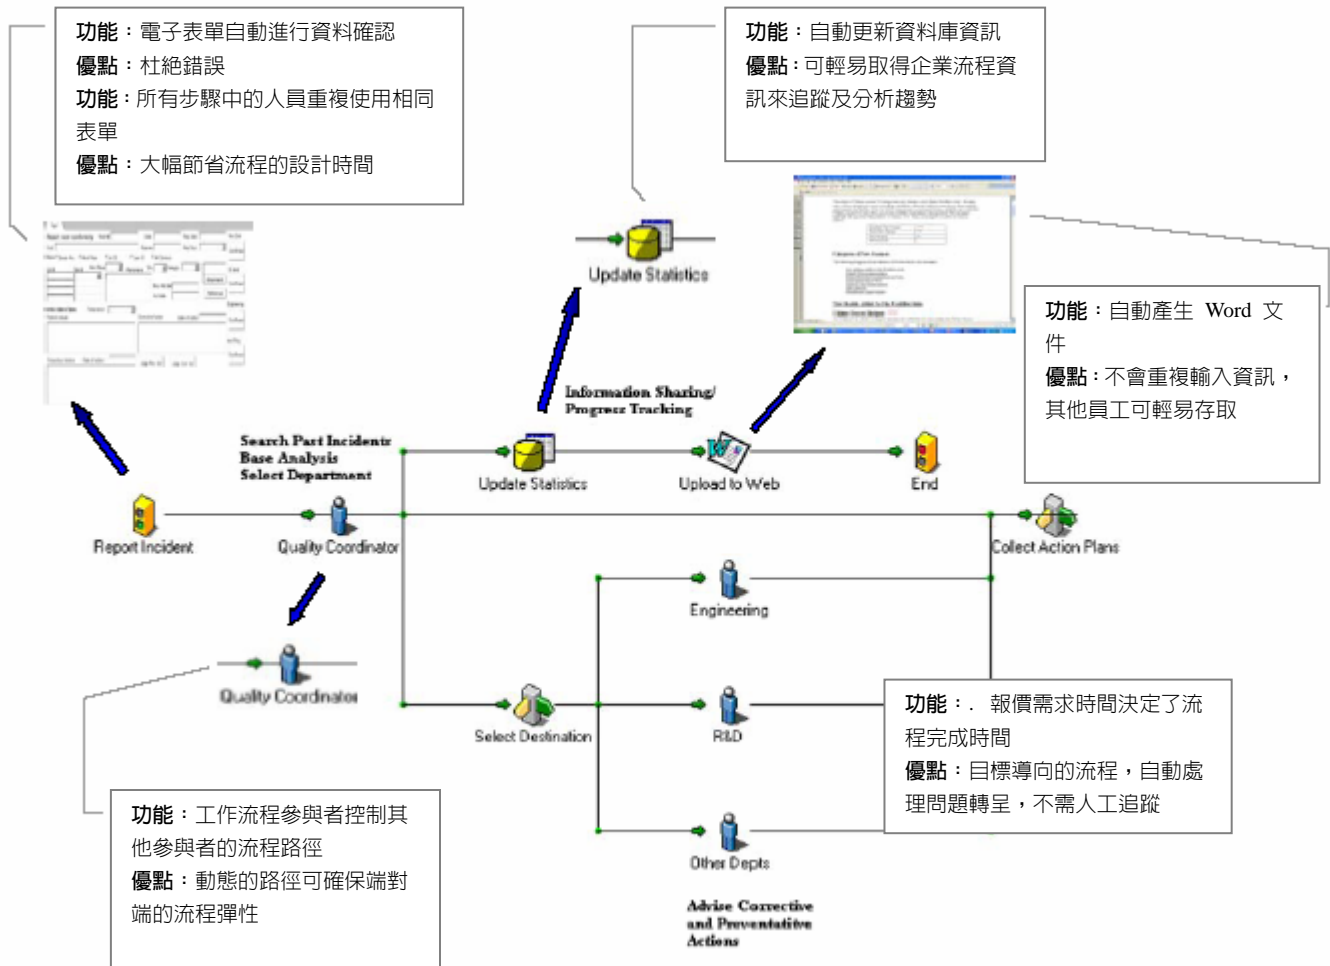 功能：電子表單自動進行資料確認
優點：杜絕錯誤
功能：所有步驟中的人員重複使用相同
表單
優點：大幅節省流程的設計時間
功能：自動更新資料庫資訊
優點：可輕易取得企業流程資
訊來追蹤及分析趨勢
Update Statistics
功能：自動產生 Word 文
件
優點：不會重複輸入資訊，
其他員工可輕易存取
Information Sharing/
Progress Tracking
Search Past Incidents
Base Analysis
Select Department
Update Statistics
Upload to Web
End
Report Incident
Quality Coordinator
Collect Action Plans
Engineering
Quality Coordinator
Select Destination
R&D
功能：. 報價需求時間決定了流
程完成時間
優點：目標導向的流程，自動處
理問題轉呈，不需人工追蹤
功能：工作流程參與者控制其
他參與者的流程路徑
優點：動態的路徑可確保端對
端的流程彈性
Other Depts
Advise Corrective
and Preventatitve
Actions